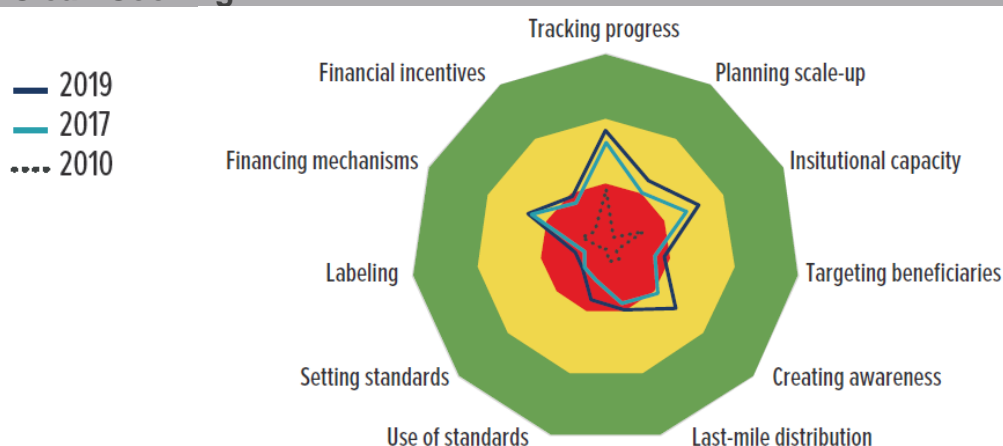 Tracking progress
Financial incentives
Planning scale-up
2019
2017
2010
Financing mechanisms
Insitutional capacity
Labeling
Targeting beneficiaries
Setting standards
Creating awareness
Use of standards
Last-mile distribution